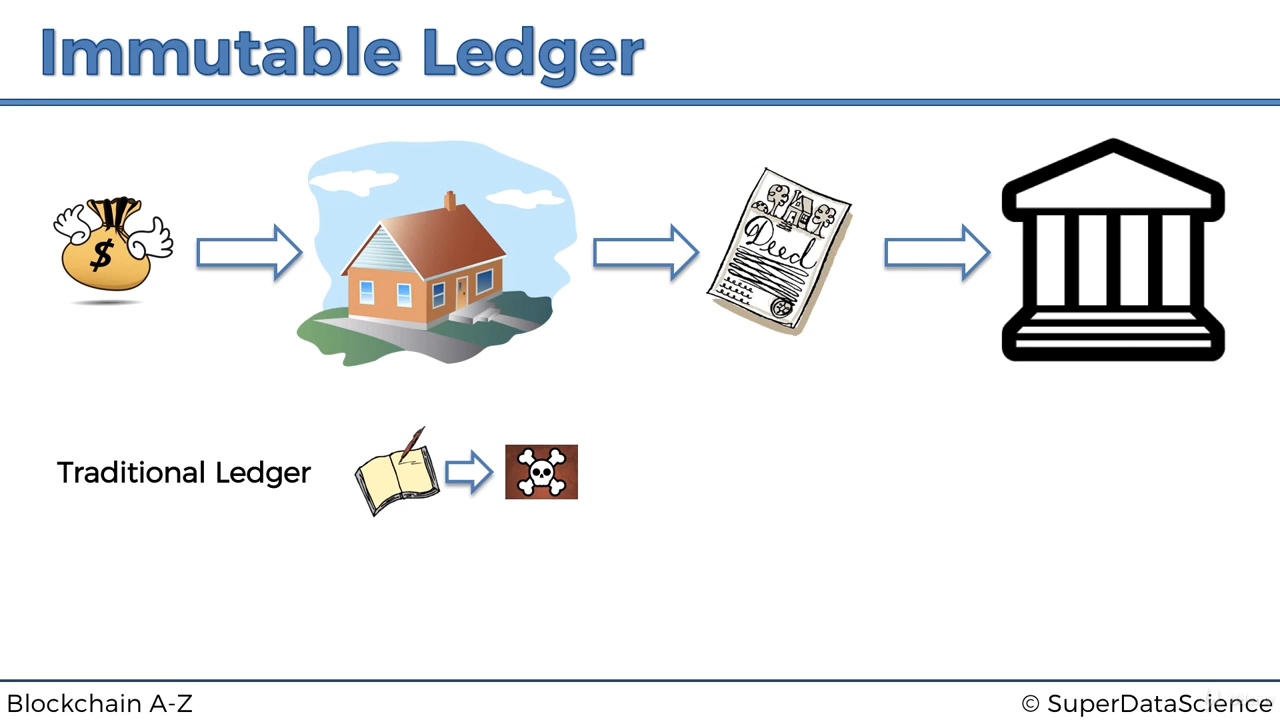 Immutable Ledger
$
Deed
Traditional Ledger
Blockchain A-Z
© SuperDataScience